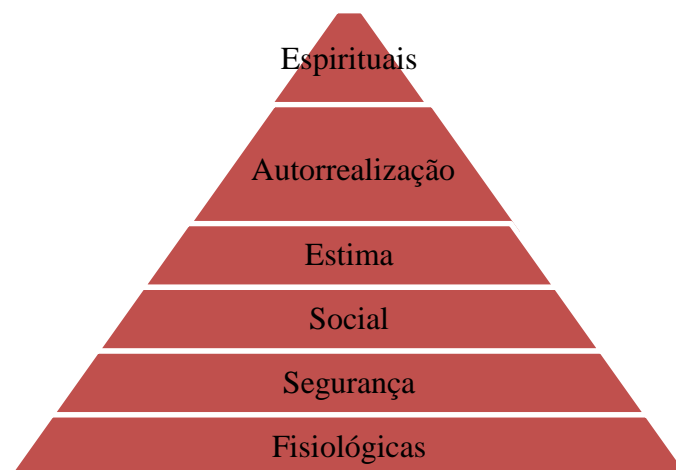 Espirituais
Autorrealização
Estima
Social
Segurança
Fisiológicas